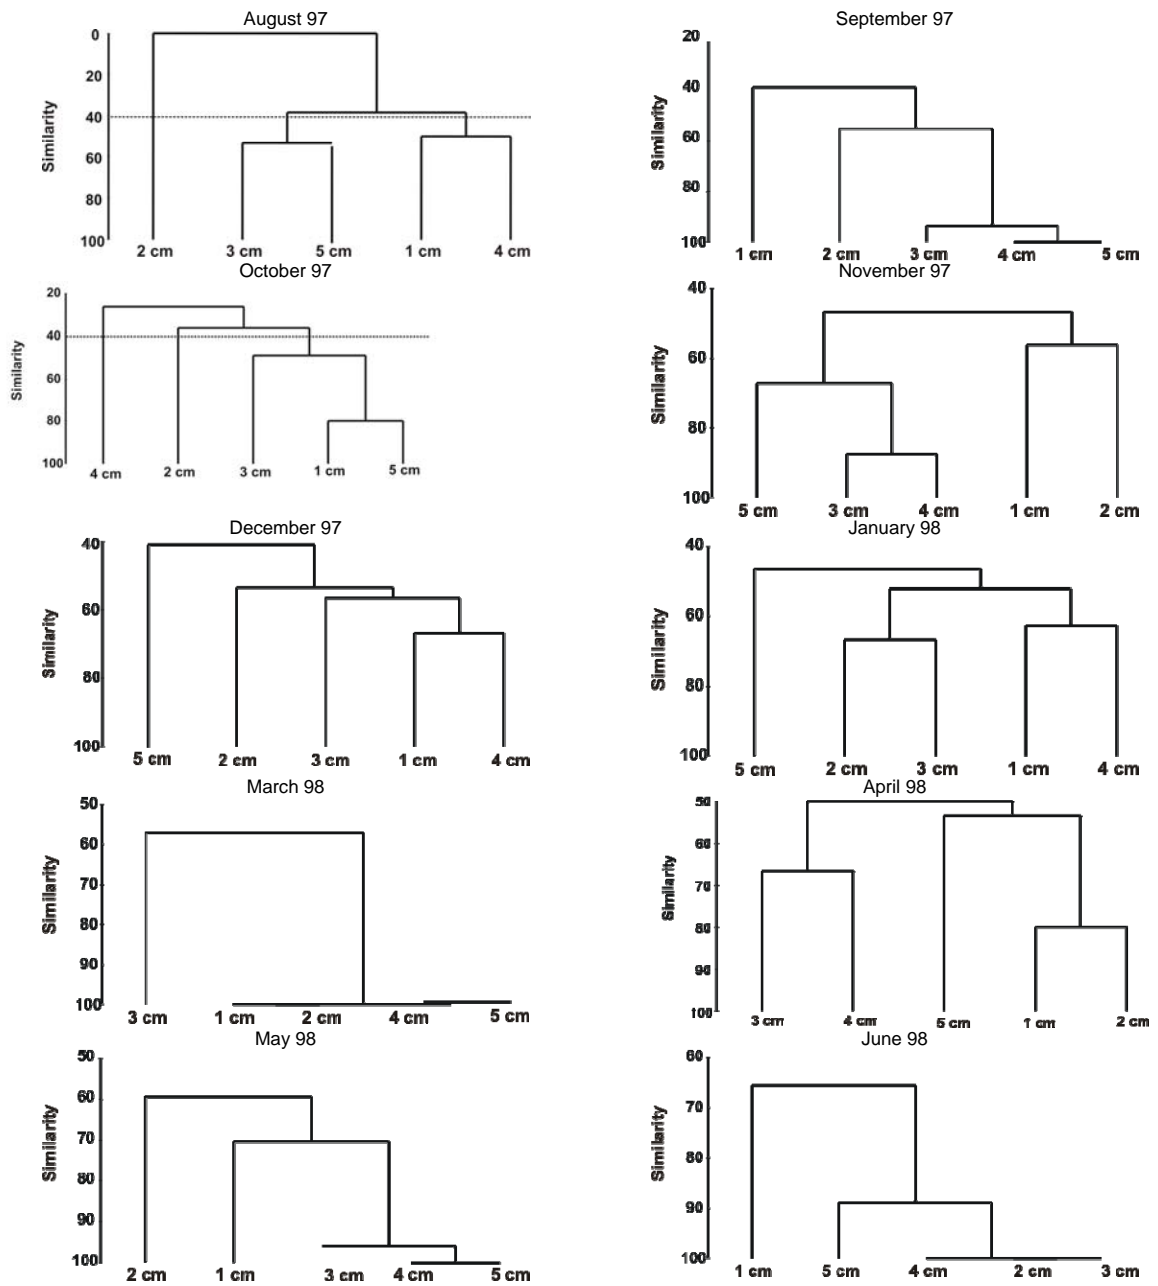 August 97
Similarity
0
20
40
60
80
100
2 cm 3 cm 5 cm 1 cm 4 cm
September 97
Similarity
20
40
60
80
100
1 cm 2 cm 3 cm 4 cm 5 cm
October 97
Similarity
20
40
60
80
100
4 cm 2 cm 3 cm 1 cm 5 cm
November 97
Similarity
40
60
80
100
5 cm 3 cm 4 cm 1 cm 2 cm
December 97
Similarity
40
60
80
100
5 cm 2 cm 3 cm 1 cm 4 cm
January 98
Similarity
40
60
80
100
5 cm 2 cm 3 cm 1 cm 4 cm
March 98
Similarity
50
60
70
80
90
100
3 cm 1 cm 2 cm 4 cm 5 cm
April 98
Similarity
50
60
70
80
90
100
3 cm 4 cm 5 cm 1 cm 2 cm
May 98
Similarity
50
60
70
80
90
100
2 cm 1 cm 3 cm 4 cm 5 cm
June 98
Similarity
60
70
80
90
100
1 cm 5 cm 4 cm 2 cm 3 cm